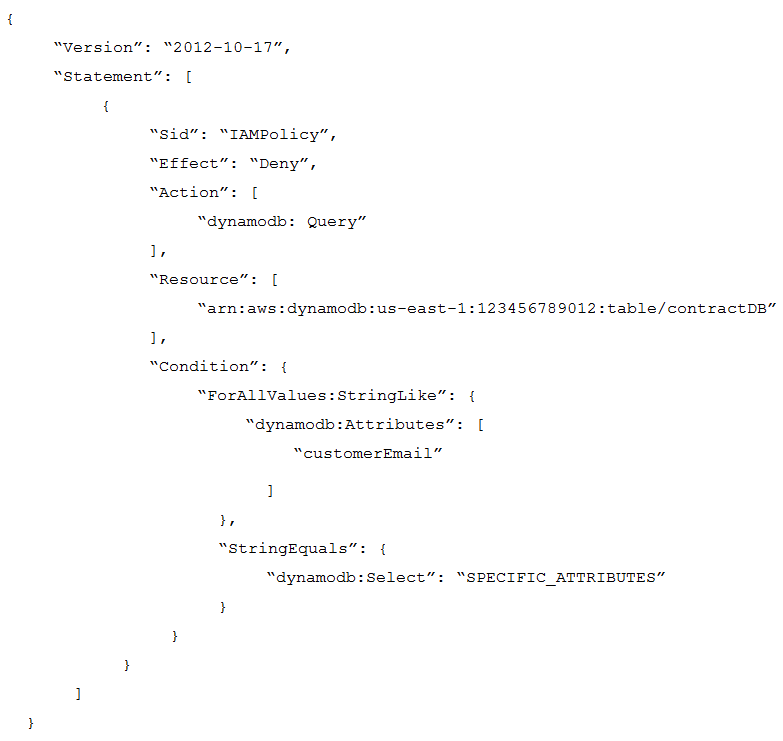 {
“Version”: “2012-10-17”,
“Statement”: [
{
“Sid”: “IAMPolicy”,
“Effect”: “Deny”,
“Action”: [
“dynamodb: Query”
],
“Resource”: [
“arn:aws:dynamodb:us-east-1:123456789012:table/contractDB”
],
“Condition”: {
“ForAllValues:StringLike”: {
“dynamodb:Attributes”: [
“customerEmail”
]
},
“StringEquals”: {
“dynamodb:Select”: “SPECIFIC_ATTRIBUTES”
}
}
}
]
}